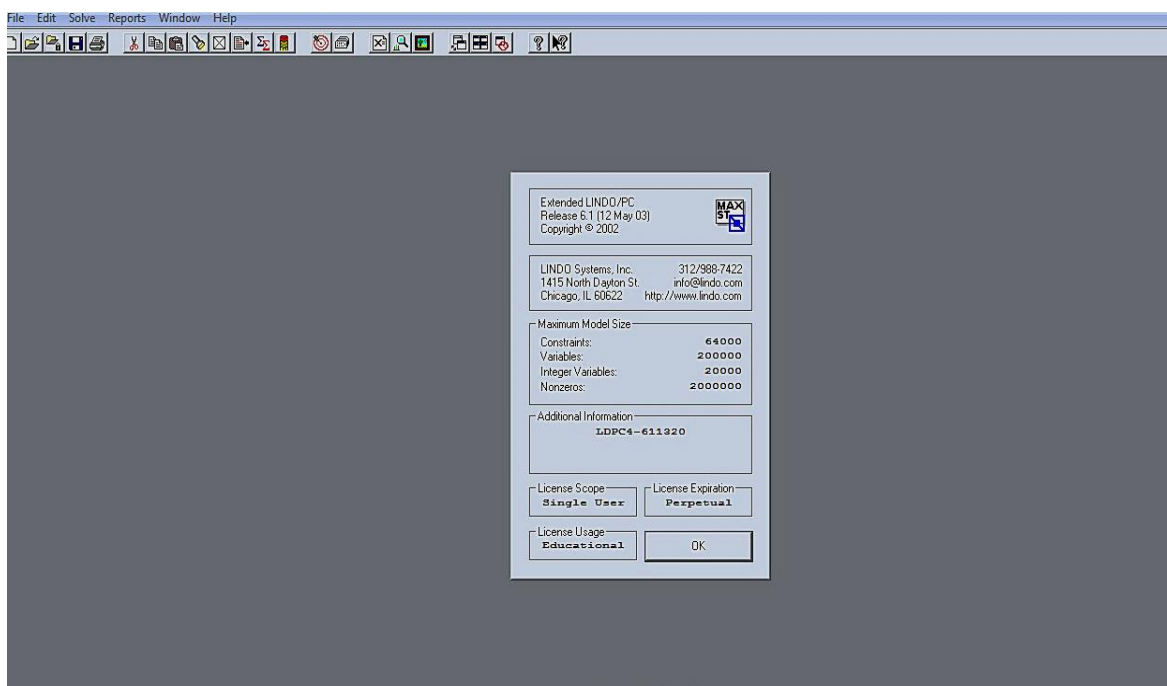 File Edit Solve Reports Window Help
Extended LINDO/PC
Release 6.1 (12 May 03)
Copyright © 2002
MAX
ST
LINDO Systems, Inc. 312/988-7422
1415 North Dayton St. info@lindo.com
Chicago, IL 60622 http://www.lindo.com
Maximum Model Size
Constraints: 64000
Variables: 200000
Integer Variables: 20000
Nonzeros: 2000000
Additional Information
LDPC4-611320
License Scope License Expiration
Single User Perpetual
License Usage
Educational OK